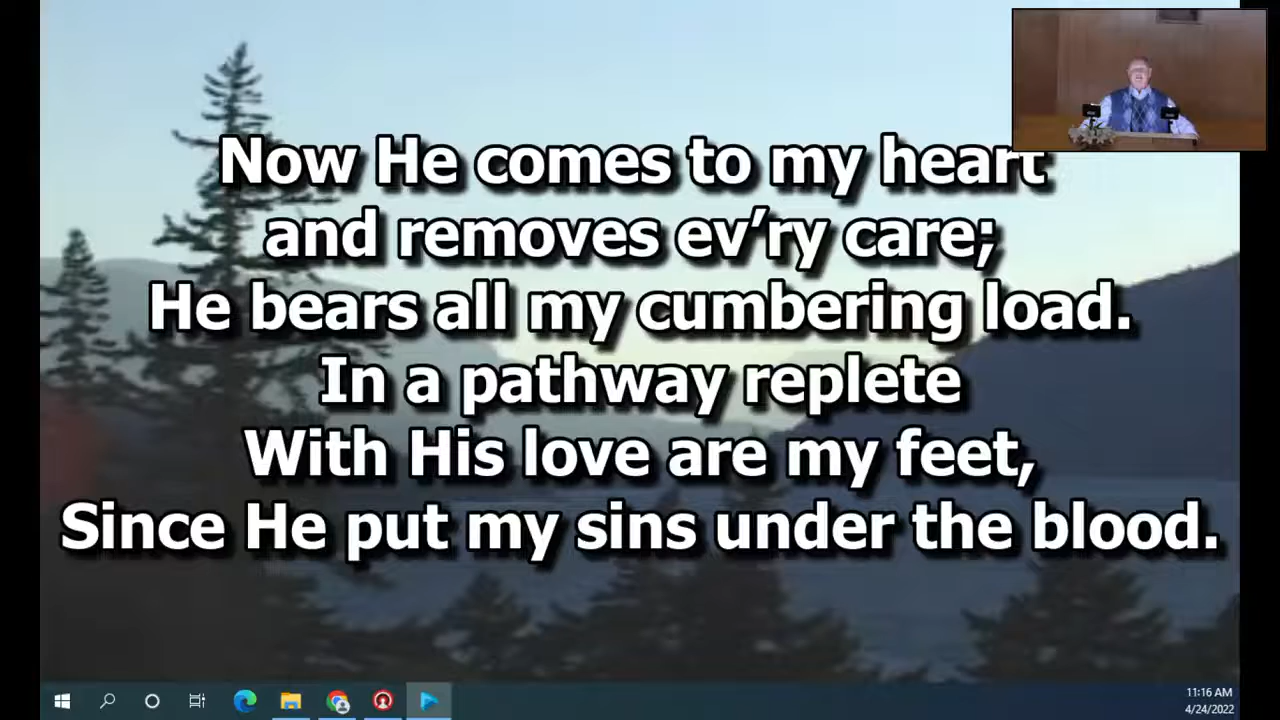 Now He comes to my heart
and removes ev’ry care;
He bears all my cumbering load.
In a pathway replete
With His love are my feet,
Since He put my sins under the blood.
11:16 AM
4/24/2022